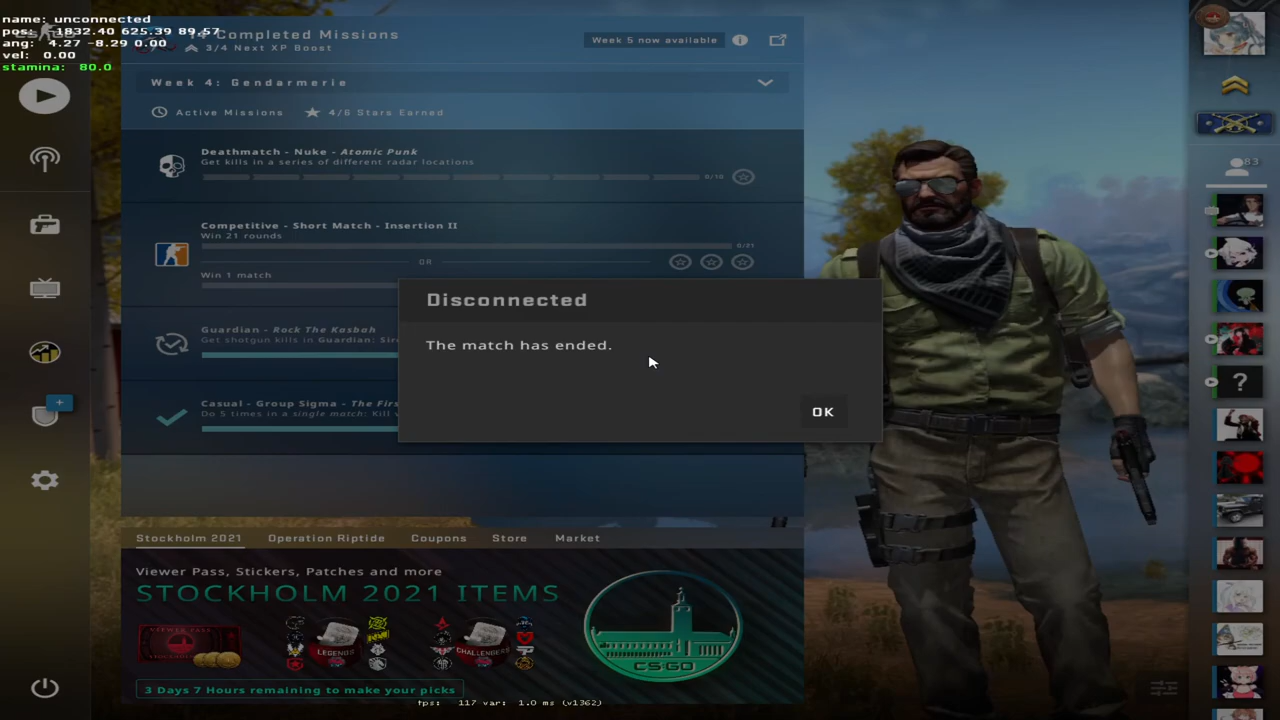 name: unconnected
pos: 1832.40 625.39 89.57
ang: 4.27 -8.29 0.00
vel: 0.00
stamina: 80.0
Completed Missions
3/4 Next XP Boost
Week 5 now available
Week 4: Gendarmerie
Active Missions
4/6 Stars Earned
Deathmatch - Nuke - Atomic Punk
Get kills in a series of different radar locations
0/10
Competitive - Short Match - Insertion II
Win 21 rounds
0/21
OR
Win 1 match
Guardian - Rock The Kasbah
Get shotgun kills in Guardian:
Casual - Group Sigma - The
Do 5 times in a single match: Kill
Disconnected
The match has ended.
OK
83
?
Stockholm 2021
Operation Riptide
Coupons
Store
Market
Viewer Pass, Stickers, Patches and more
STOCKHOLM 2021 ITEMS
VIEWER PASS
LEGENDS
CHALLENGERS
CS:GO
3 Days 7 Hours remaining to make your picks
fps: 117 var: 1.0 ms (v1362)